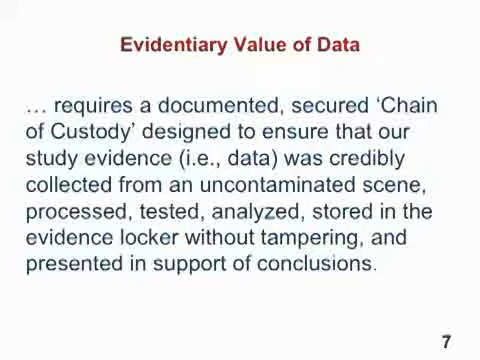 Evidentiary Value of Data
… requires a documented, secured ‘Chain
of Custody’ designed to ensure that our
study evidence (i.e., data) was credibly
collected from an uncontaminated scene,
processed, tested, analyzed, stored in the
evidence locker without tampering, and
presented in support of conclusions.
7